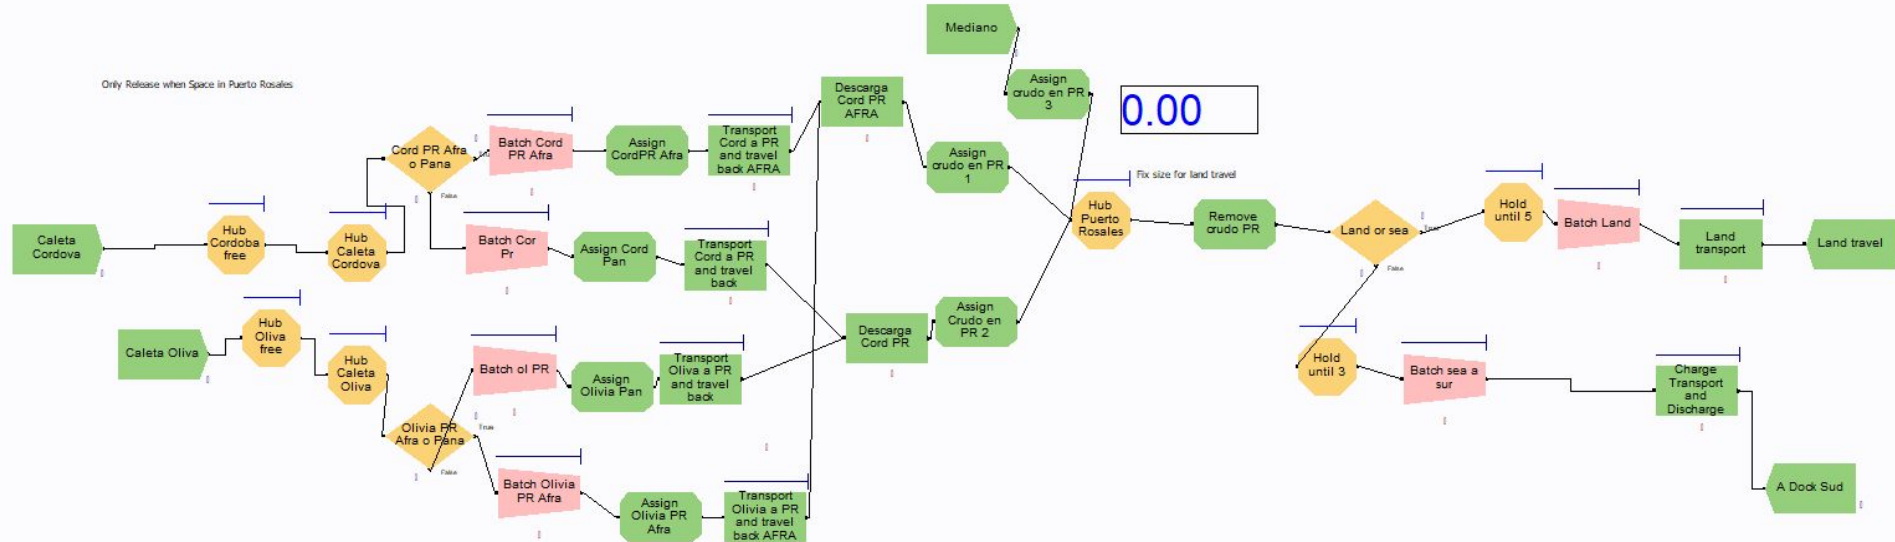 Mediano
Only Release when Space in Puerto Rosales
Assign
crudo en PR
3
0.00
Descarga
Cord PR
AFRA
Cord PR Afra
o Pana
False
Batch Cord
PR Afra
Assign
CordPR Afra
Transport
Cord a PR
and travel
back AFRA
Assign
crudo en PR
1
Fix size for land travel
Caleta
Cordova
Hub
Cordoba
free
Hub
Caleta
Cordova
Batch Cor
Pr
Assign Cord
Pan
Transport
Cord a PR
and travel
back
Hub
Puerto
Rosales
Remove
crudo PR
Land or sea
True
False
Hold
until 5
Batch Land
Land
transport
Land travel
Caleta Oliva
Hub
Oliva
free
Hub
Caleta
Oliva
Batch ol PR
Assign
Olivia Pan
Transport
Oliva a PR
and travel
back
Descarga
Cord PR
Assign
Crudo en
PR 2
Hold
until 3
Batch sea a
sur
Charge
Transport
and
Discharge
Olivia PR
Afra o Pana
True
False
Batch Olivia
PR Afra
Assign
Olivia PR
Afra
Transport
Olivia a PR
and travel
back AFRA
A Dock Sud